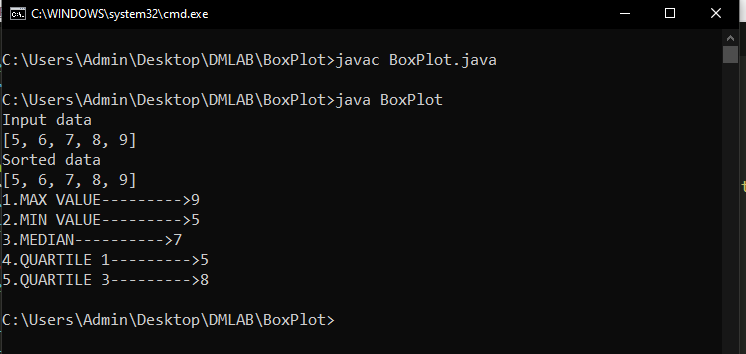 C:\WINDOWS\system32\cmd.exe
C:\Users\Admin\Desktop\DMLAB\BoxPlot>javac BoxPlot.java
C:\Users\Admin\Desktop\DMLAB\BoxPlot>java BoxPlot
Input data
[5, 6, 7, 8, 9]
Sorted data
[5, 6, 7, 8, 9]
1.MAX VALUE--------->9
2.MIN VALUE--------->5
3.MEDIAN---------->7
4.QUARTILE 1--------->5
5.QUARTILE 3--------->8
C:\Users\Admin\Desktop\DMLAB\BoxPlot>